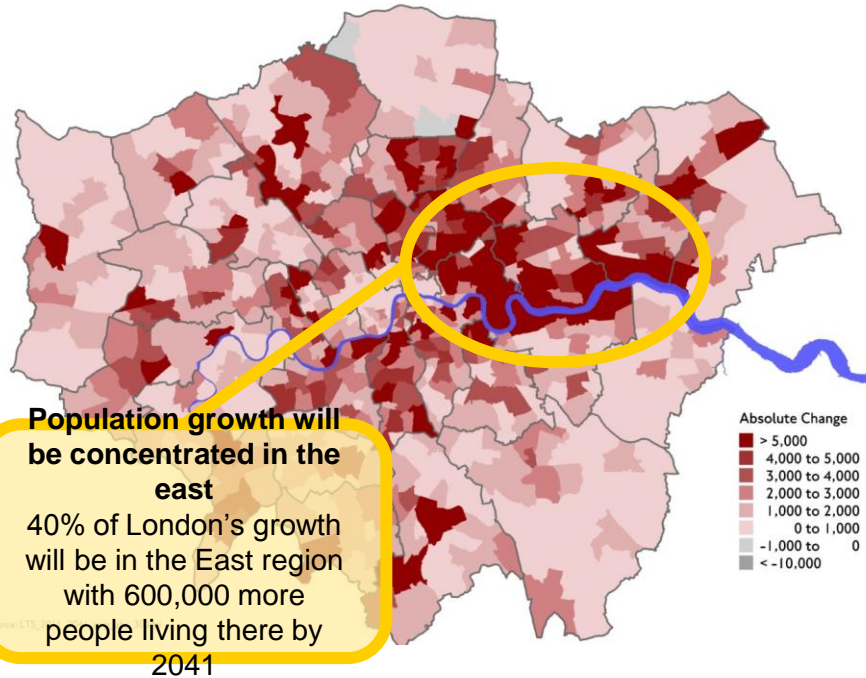 Absolute Change
> 5,000
4,000 to 5,000
3,000 to 4,000
2,000 to 3,000
1,000 to 2,000
0 to 1,000
-1,000 to 0
< -10,000
Population growth will
be concentrated in the
east
40% of London's growth
will be in the East region
with 600,000 more
people living there by
2041